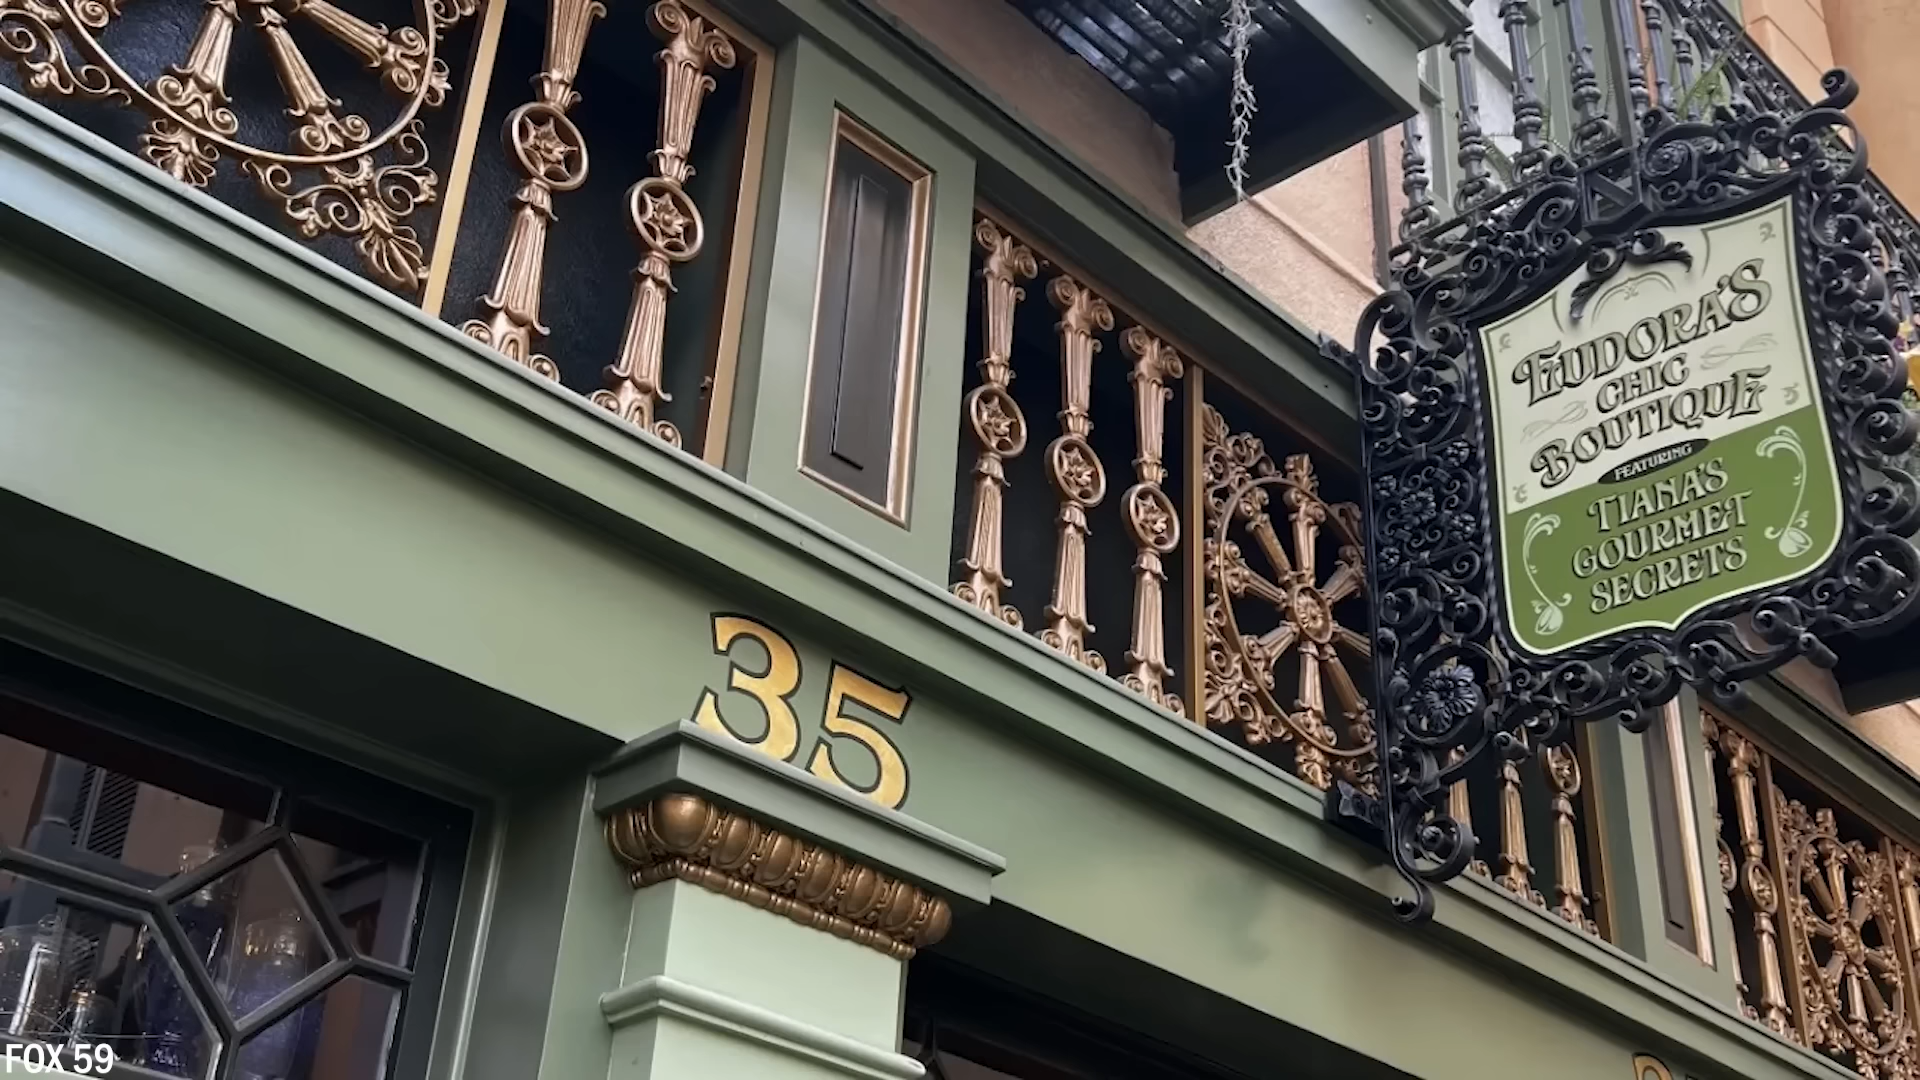 EUDORA'S
CHIC
BOUTIQUE
FEATURING
TIANA'S
GOURMET
SECRETS
35
FOX 59